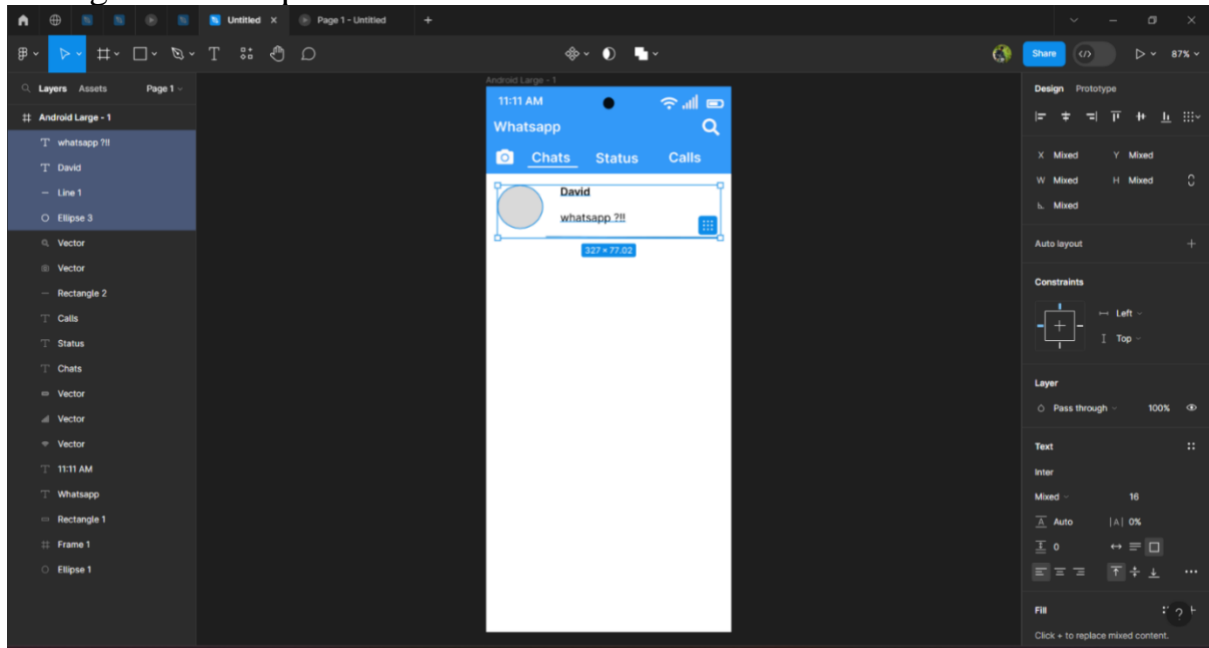 Untitled
Page 1 - Untitled
Share
87%
Layers
Assets
Page 1
Android Large - 1
whatsapp ?!!
David
Line 1
Ellipse 3
Vector
Vector
Rectangle 2
Calls
Status
Chats
Vector
Vector
Vector
11:11 AM
Whatsapp
Rectangle 1
Frame 1
Ellipse 1
Android Large - 1
11:11 AM
Whatsapp
Chats Status Calls
David
whatsapp ?!!
327 × 77.02
Design Prototype
X Mixed Y Mixed
W Mixed H Mixed
Mixed
Auto layout
Constraints
Left
Top
Layer
Pass through 100%
Text
Inter
Mixed 16
A Auto |A| 0%
0
Fill
?
Click + to replace mixed content.